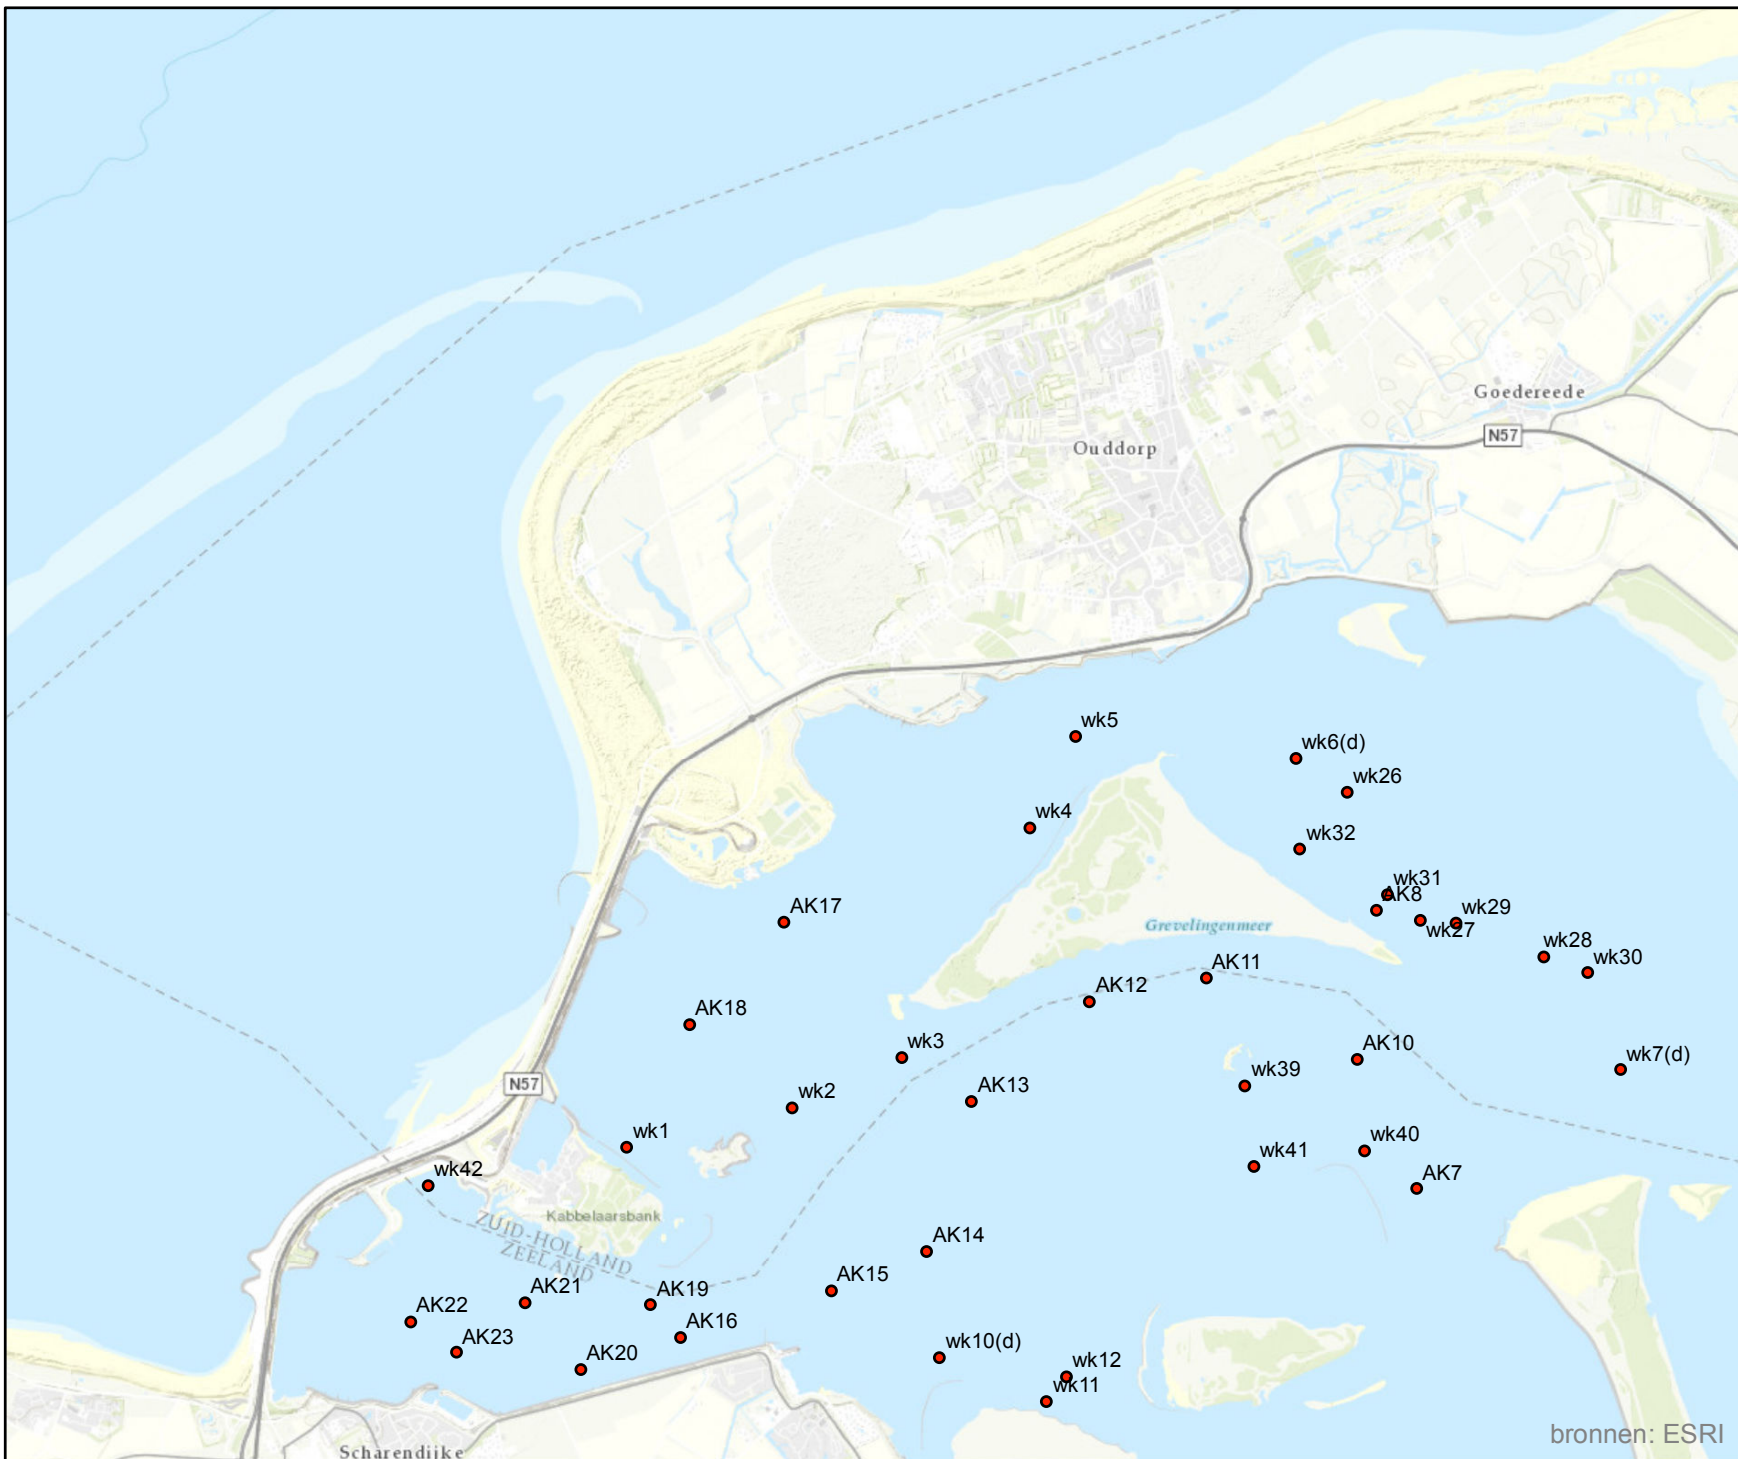 Goedereede
N57
Ouddorp
wk5
wk6(d)
wk26
wk4
wk32
wk31
AK8
AK17
wk29
wk27
Grevelingenmeer
wk28
wk30
AK11
AK12
AK18
wk3
AK10
wk7(d)
N57
wk39
AK13
wk2
wk1
wk40
wk41
wk42
AK7
Kabbelaarsbank
ZUID-HOLLAND
ZEELAND
AK14
AK15
AK21
AK19
AK22
AK16
AK23
AK20
wk10(d)
wk12
wk11
bronnen: ESRI
Scharendijke